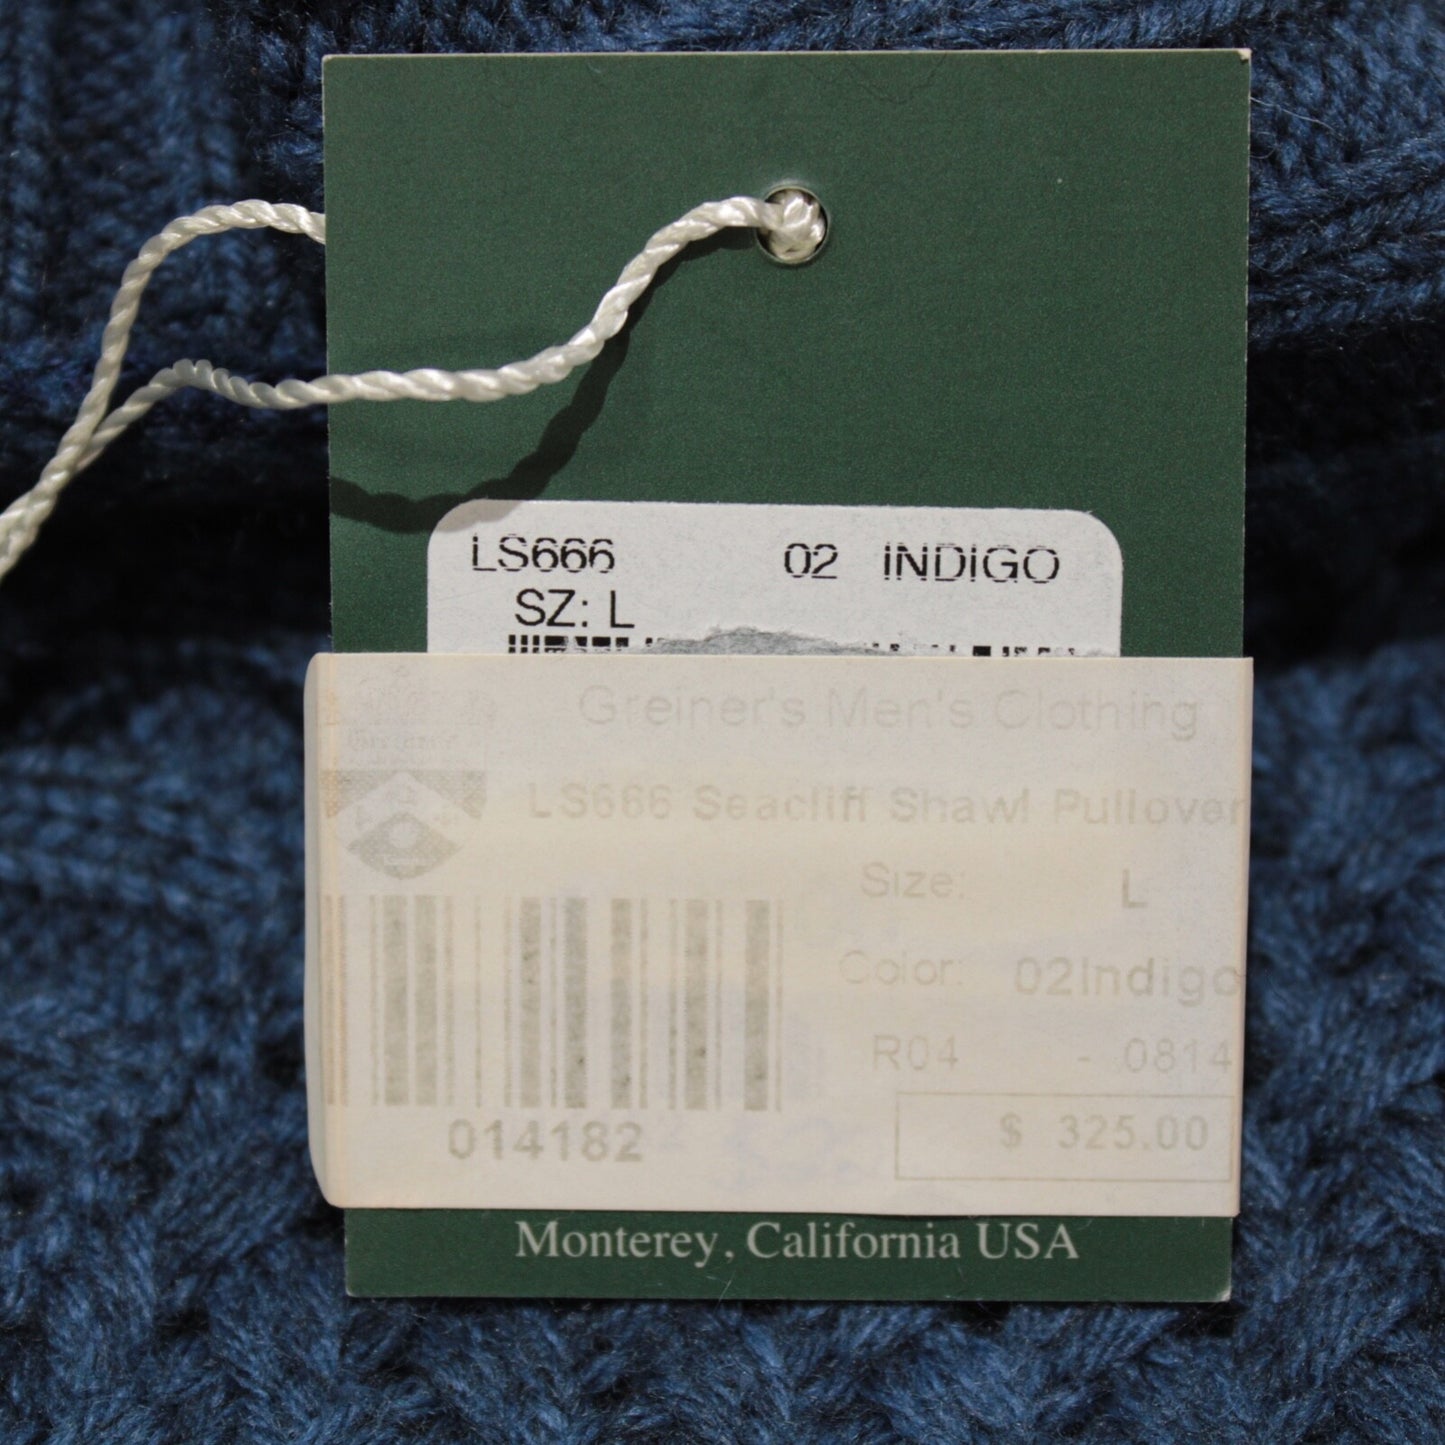 LS666 02 INDIGO
SZ: L
Greiner's Men's Clothing
Greiner's
LS666 Seacliff Shawl Pullover
Size: L
Color: 02Indigo
R04 - 0814
014182
$ 325.00
Monterey, California USA